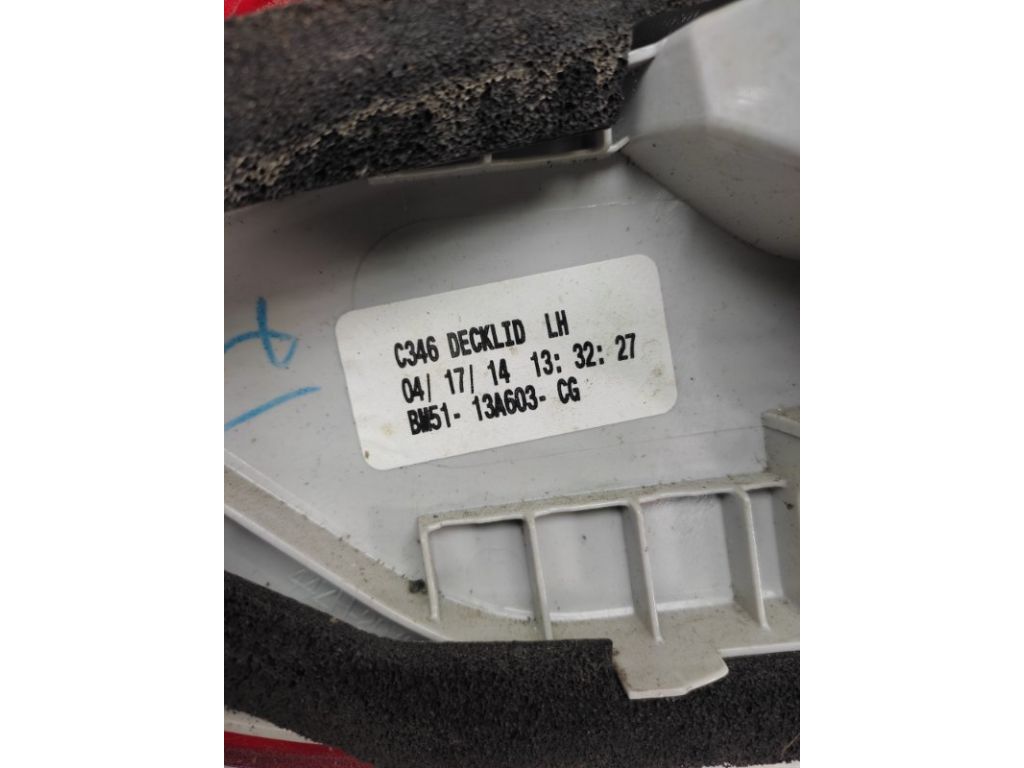 C346 DECKLID LH
04/ 17/ 14 13: 32: 27
BM51- 13A603- CG